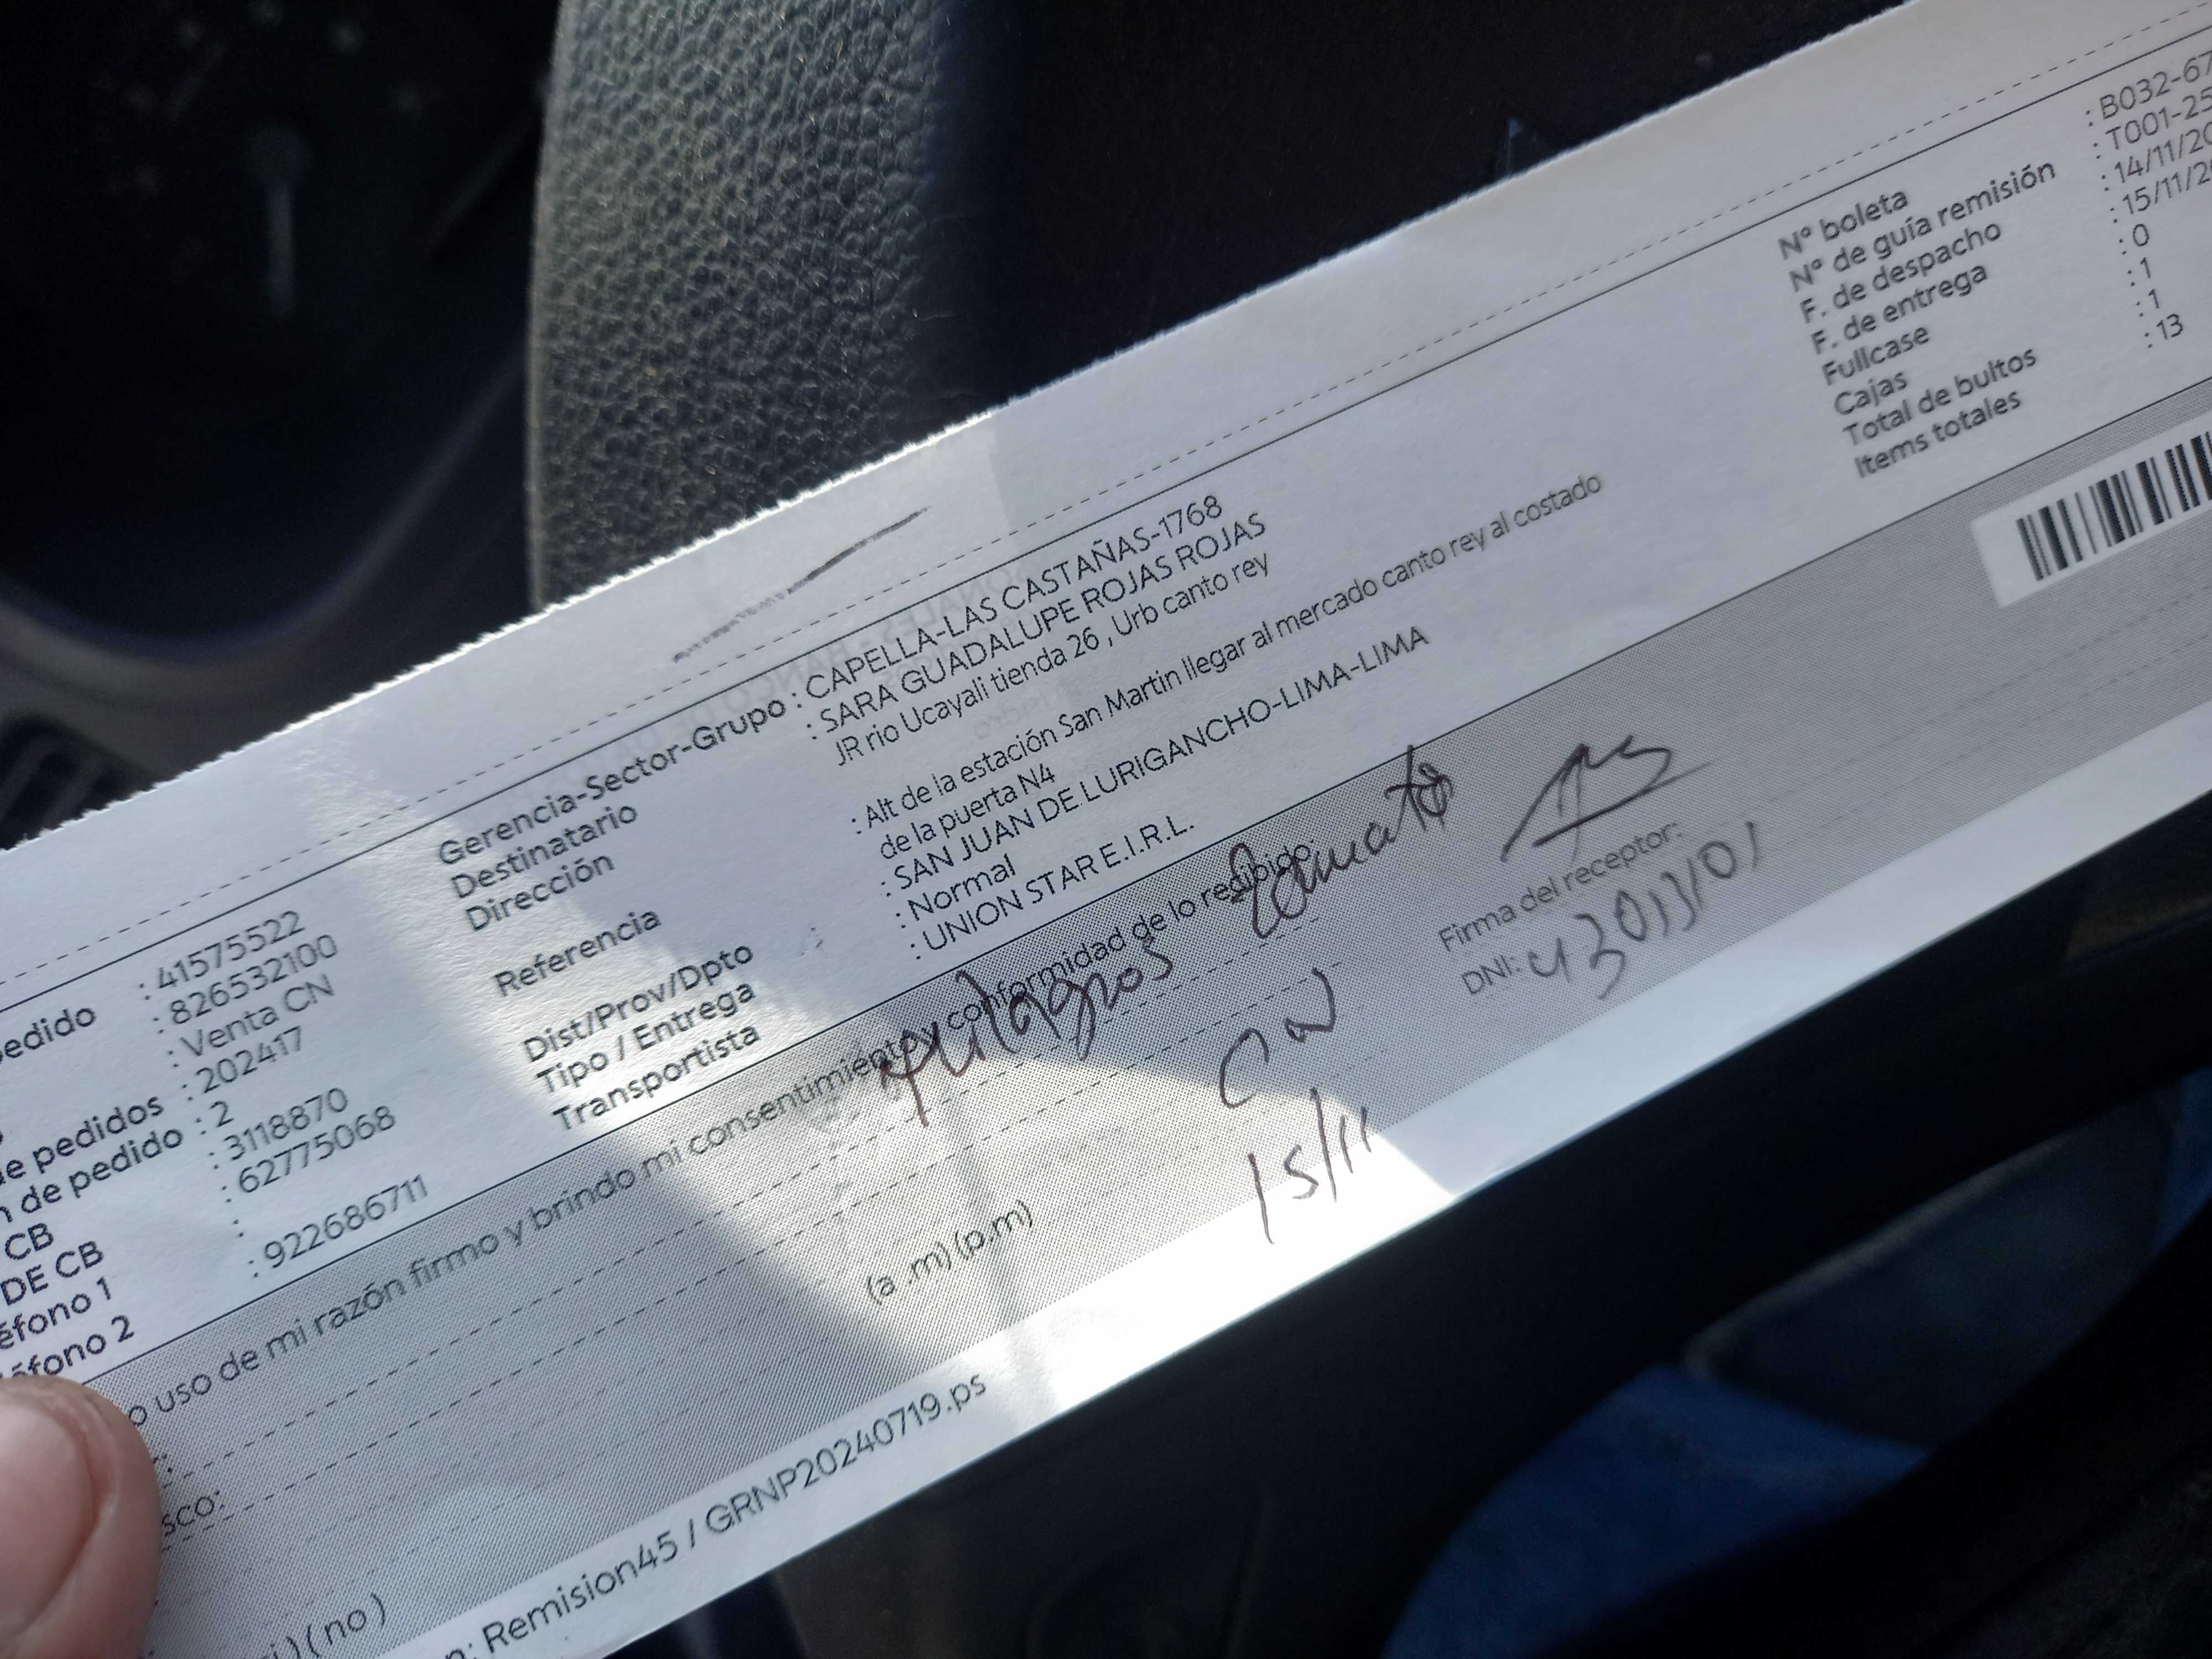 edido : 41575522
: 826532100
: Venta CN
e pedidos : 202417
n de pedido : 2
CB : 3118870
DE CB : 62775068
éfono 1 :
éfono 2 : 922686711
Gerencia-Sector-Grupo : CAPELLA-LAS CASTAÑAS-1768
Destinatario : SARA GUADALUPE ROJAS ROJAS
Dirección JR rio Ucayali tienda 26 , Urb canto rey
Referencia : Alt de la estación San Martin llegar al mercado canto rey al costado
de la puerta N4
Dist/Prov/Dpto : SAN JUAN DE LURIGANCHO-LIMA-LIMA
Tipo / Entrega : Normal
Transportista : UNION STAR E.I.R.L.
Nº boleta : B032-67
Nº de guía remisión : T001-25
F. de despacho : 14/11/20
F. de entrega : 15/11/2
Fullcase : 0
Cajas : 1
Total de bultos : 1
Items totales : 13
o uso de mi razón firmo y brindo mi consentimiento y conformidad de lo recibido
Milagros
CN
15/11
Firma del receptor:
DNI:
sco:
(a .m) (p.m)
i ) ( no )
n: Remision45 / GRNP20240719.ps